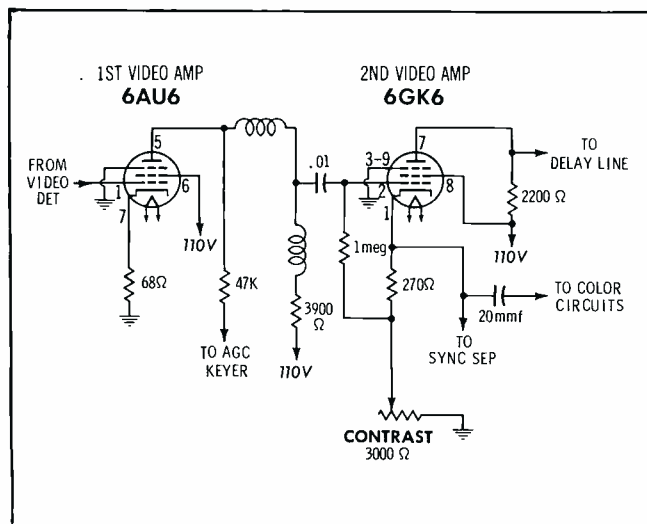 . 1ST VIDEO AMP
6AU6
2ND VIDEO AMP
6GK6
5
7
FROM
VIDEO
DET
1
6
7
110V
68Ω
47K
TO AGC
KEYER
.01
3900
Ω
110V
3-9
2
8
1
1meg
270Ω
TO
DELAY LINE
2200 Ω
110V
TO COLOR
CIRCUITS
20mmf
TO
SYNC SEP
CONTRAST
3000 Ω